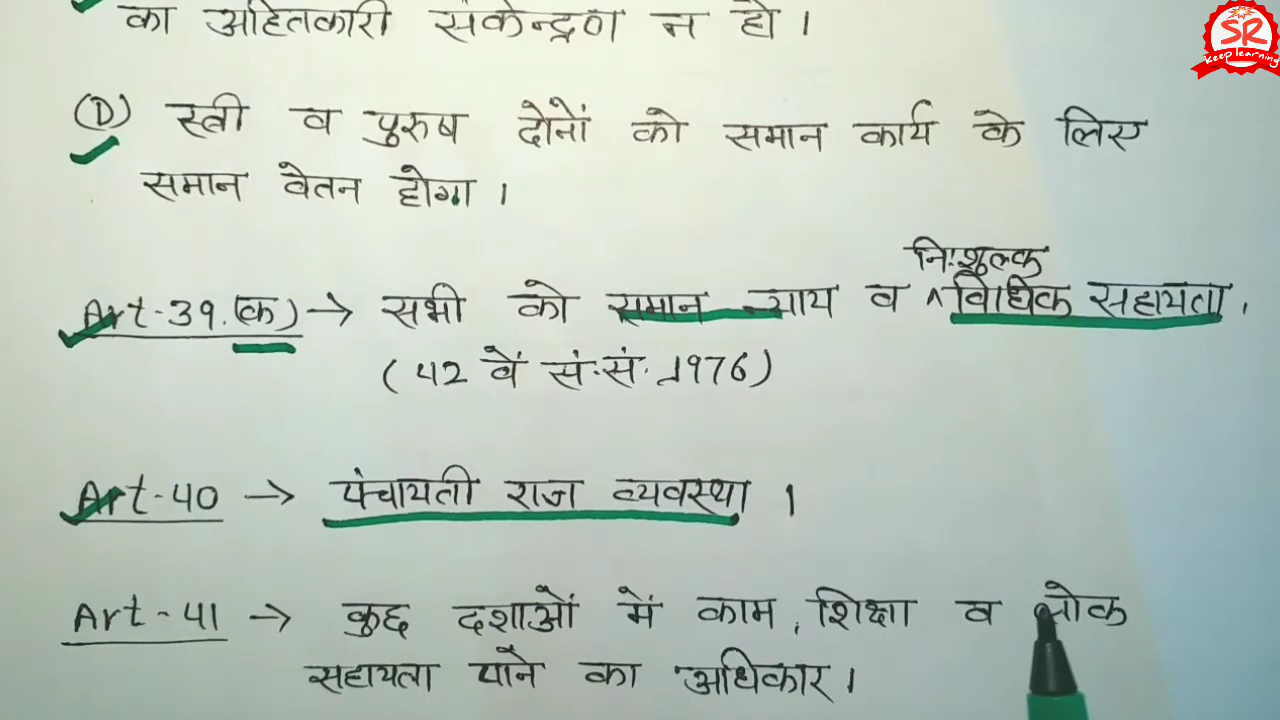 का अहितकारी संकेन्द्रण न हो ।
SR
keep learning
(D) स्त्री व पुरुष दोनों को समान कार्य के लिए
समान वेतन होगा ।
निःशुल्क
Art-39.(क) → सभी को समान न्याय व ^ विधिक सहायता .
(42 वें सं.सं., 1976)
Art-40 → पंचायती राज व्यवस्था ।
Art-41 → कुछ दशाओं में काम, शिक्षा व लोक
सहायता पाने का अधिकार ।